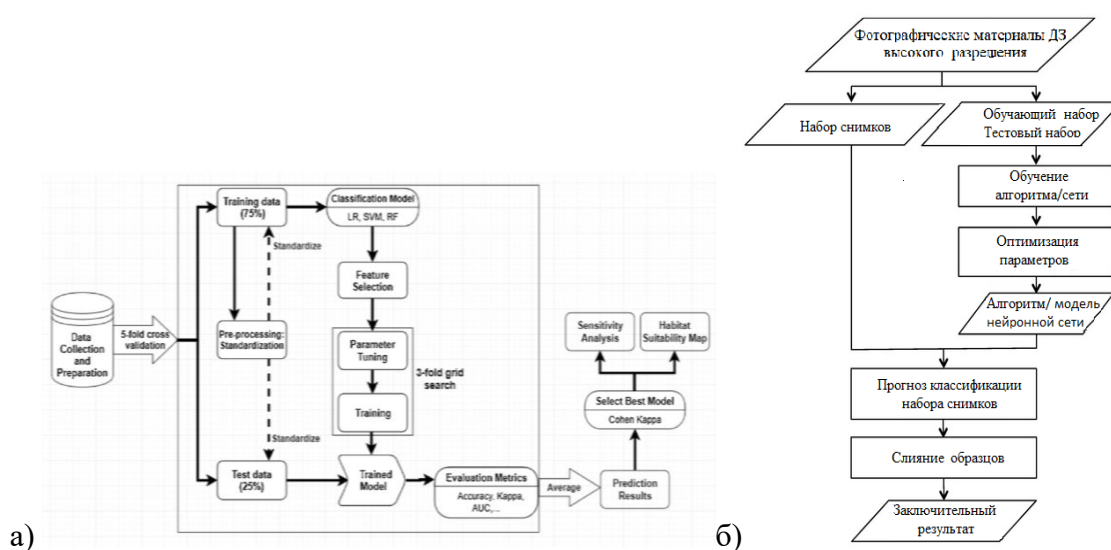 Training data
(75%)
Classification Model
LR, SVM, RF
Standardize
Feature
Selection
Data
Collection
and
Preparation
5-fold cross
validation
Pre-processing:
Standardization
Parameter
Tuning
3-fold grid
search
Training
Standardize
Test data
(25%)
Trained
Model
Evaluation Metrics
Accuracy, Kappa,
AUC,...
Average
Prediction
Results
Select Best Model
Cohen Kappa
Sensitivity
Analysis
Habitat
Suitability Map
а)
Фотографические материалы ДЗ
высокого разрешения
Набор снимков
Обучающий набор
Тестовый набор
Обучение
алгоритма/сети
Оптимизация
параметров
Алгоритм/ модель
нейронной сети
Прогноз классификации
набора снимков
Слияние образцов
Заключительный
результат
б)